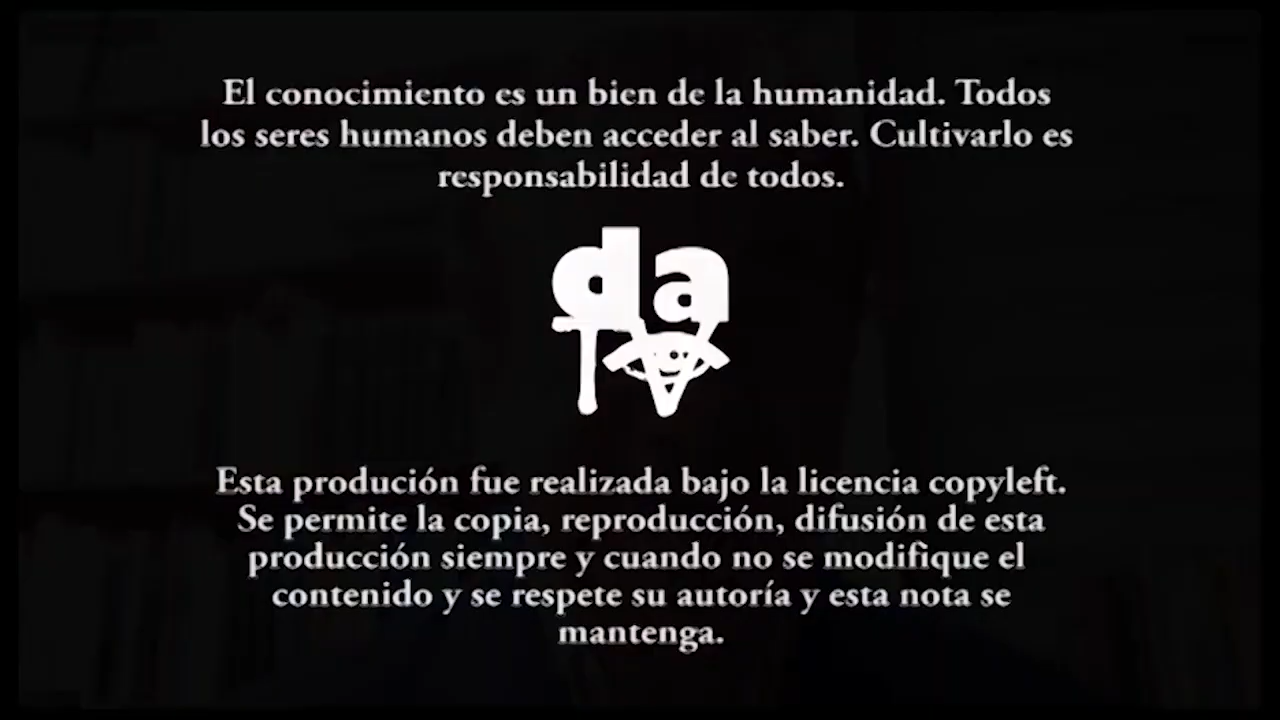 El conocimiento es un bien de la humanidad. Todos
los seres humanos deben acceder al saber. Cultivarlo es
responsabilidad de todos.
da
TV
Esta produción fue realizada bajo la licencia copyleft.
Se permite la copia, reproducción, difusión de esta
producción siempre y cuando no se modifique el
contenido y se respete su autoría y esta nota se
mantenga.